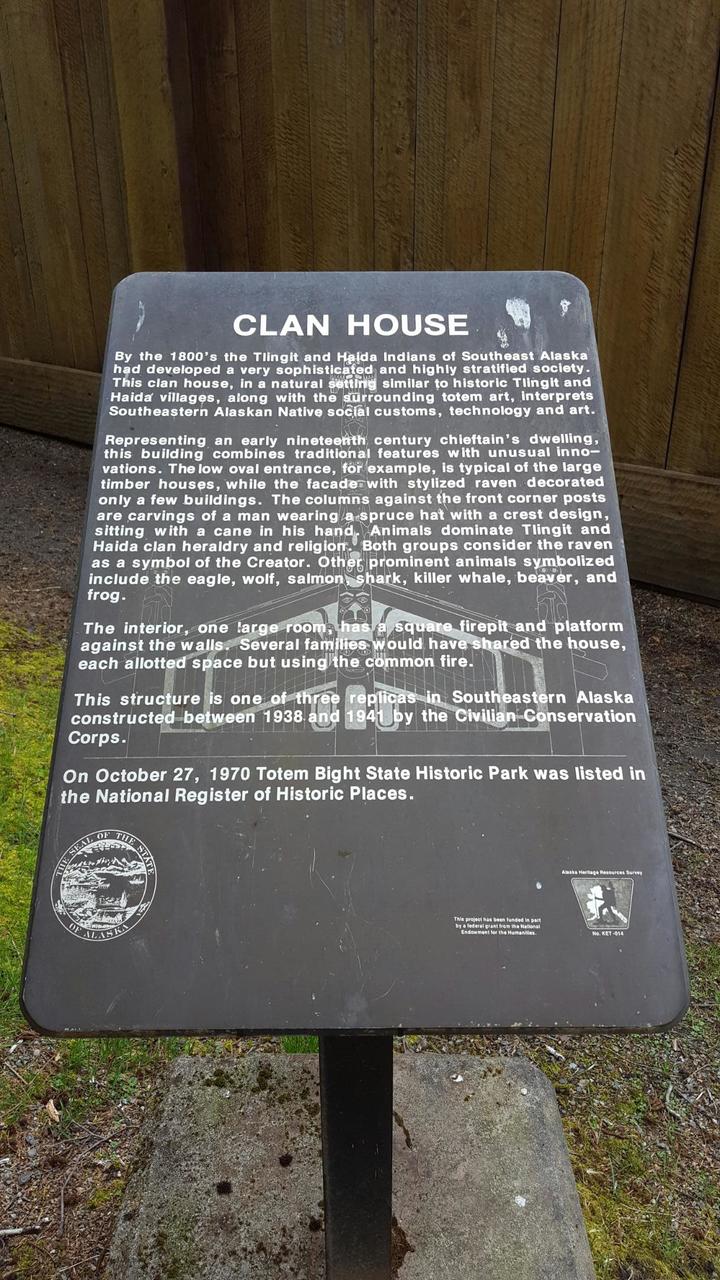 CLAN HOUSE
By the 1800's the Tlingit and Haida Indians of Southeast Alaska
had developed a very sophisticated and highly stratified society.
This clan house, in a natural setting similar to historic Tlingit and
Haida villages, along with the surrounding totem art, interprets
Southeastern Alaskan Native social customs, technology and art.
Representing an early nineteenth century chieftain's dwelling,
this building combines traditional features with unusual inno-
vations. The low oval entrance, for example, is typical of the large
timber houses, while the facade with stylized raven decorated
only a few buildings. The columns against the front corner posts
are carvings of a man wearing a spruce hat with a crest design,
sitting with a cane in his hand. Animals dominate Tlingit and
Haida clan heraldry and religion. Both groups consider the raven
as a symbol of the Creator. Other prominent animals symbolized
include the eagle, wolf, salmon, shark, killer whale, beaver, and
frog.
The interior, one large room, has a square firepit and platform
against the walls. Several families would have shared the house,
each allotted space but using the common fire.
This structure is one of three replicas in Southeastern Alaska
constructed between 1938 and 1941 by the Civilian Conservation
Corps.
On October 27, 1970 Totem Bight State Historic Park was listed in
the National Register of Historic Places.
THE SEAL OF THE STATE
OF ALASKA
This project has been funded in part
by a federal grant from the National
Endowment for the Humanities.
Alaska Heritage Resources Survey
No. KET-014